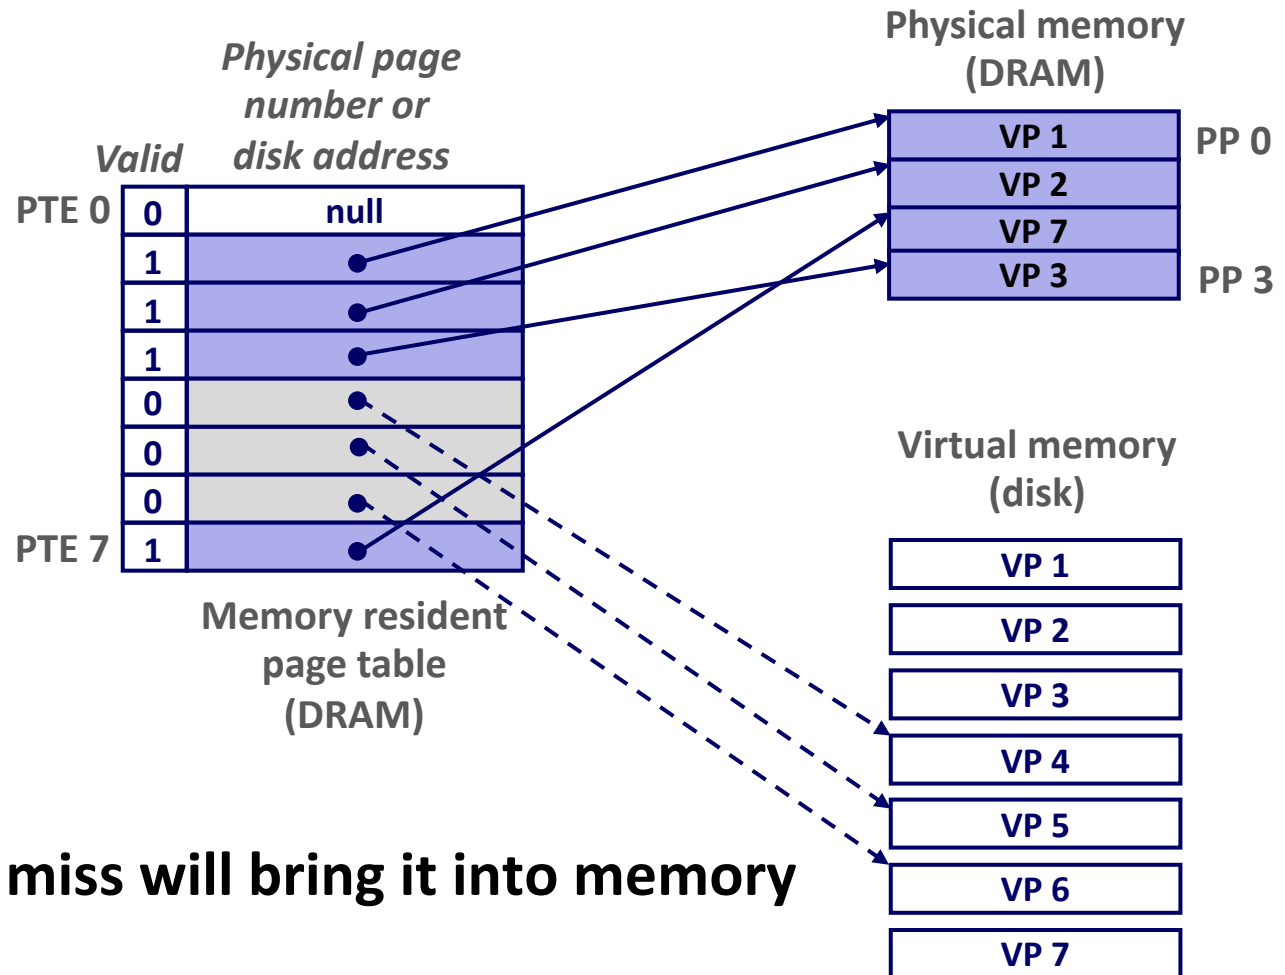 Physical page
number or
disk address
Valid
PTE 0
0
null
1
1
1
0
0
0
PTE 7
1
Memory resident
page table
(DRAM)
Physical memory
(DRAM)
VP 1
PP 0
VP 2
VP 7
VP 3
PP 3
Virtual memory
(disk)
VP 1
VP 2
VP 3
VP 4
VP 5
VP 6
VP 7
miss will bring it into memory